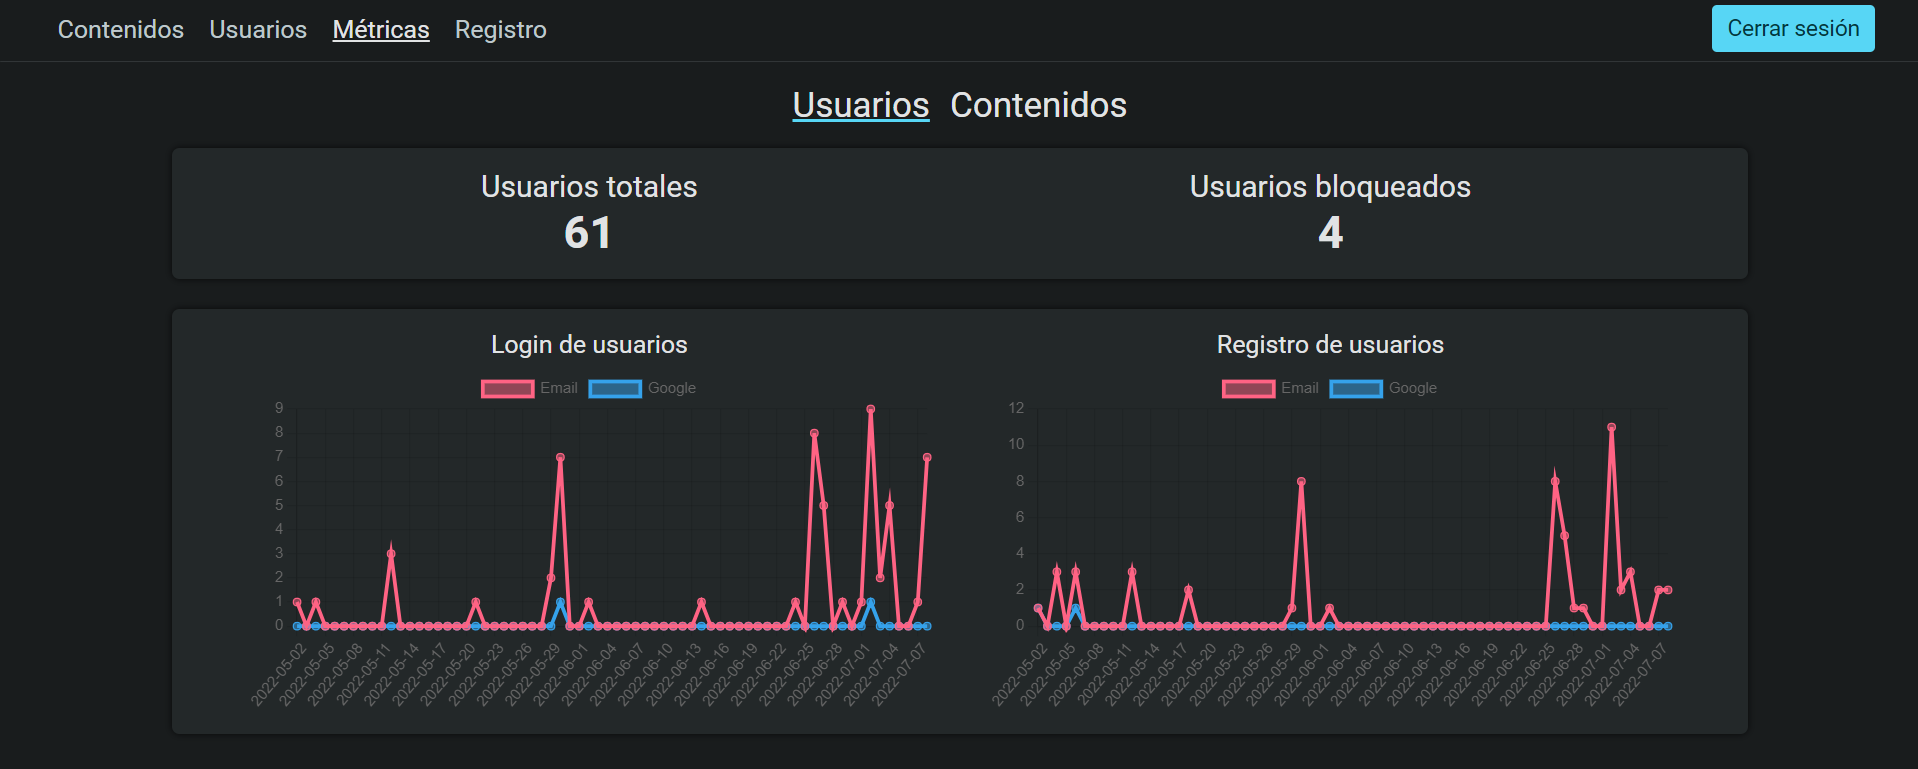 Contenidos Usuarios Métricas Registro Cerrar sesión
Usuarios Contenidos
Usuarios totales
61
Usuarios bloqueados
4
Login de usuarios
Email Google
9
8
7
6
5
4
3
2
1
0
2022-05-02 2022-05-05 2022-05-08 2022-05-11 2022-05-14 2022-05-17 2022-05-20 2022-05-23 2022-05-26 2022-05-29 2022-06-01 2022-06-04 2022-06-07 2022-06-10 2022-06-13 2022-06-16 2022-06-19 2022-06-22 2022-06-25 2022-06-28 2022-07-01 2022-07-04 2022-07-07
Registro de usuarios
Email Google
12
10
8
6
4
2
0
2022-05-02 2022-05-05 2022-05-08 2022-05-11 2022-05-14 2022-05-17 2022-05-20 2022-05-23 2022-05-26 2022-05-29 2022-06-01 2022-06-04 2022-06-07 2022-06-10 2022-06-13 2022-06-16 2022-06-19 2022-06-22 2022-06-25 2022-06-28 2022-07-01 2022-07-04 2022-07-07